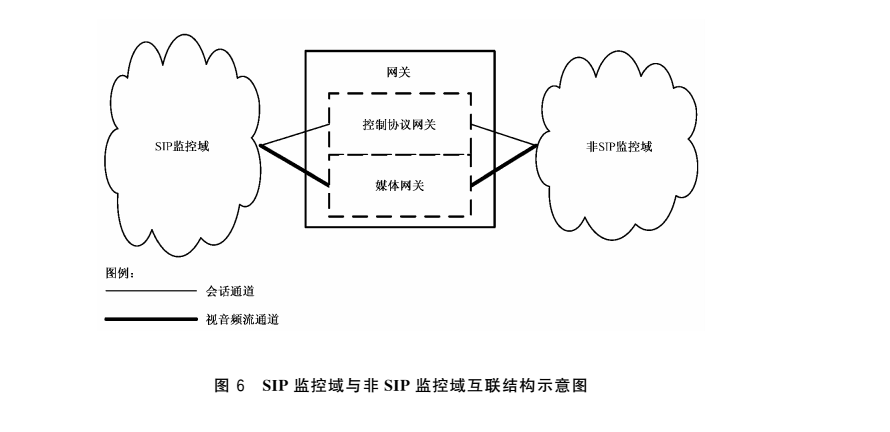 网关
控制协议网关
SIP监控域
非SIP监控域
媒体网关
图例：
会话通道
视音频流通道
图 6 SIP 监控域与非 SIP 监控域互联结构示意图